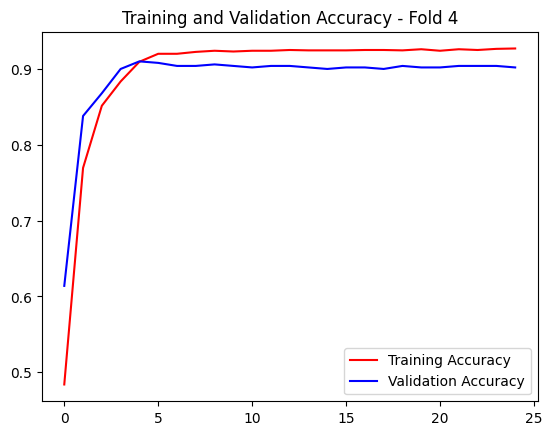 Training and Validation Accuracy - Fold 4
0.9
0.8
0.7
0.6
0.5
0 5 10 15 20 25
Training Accuracy
Validation Accuracy